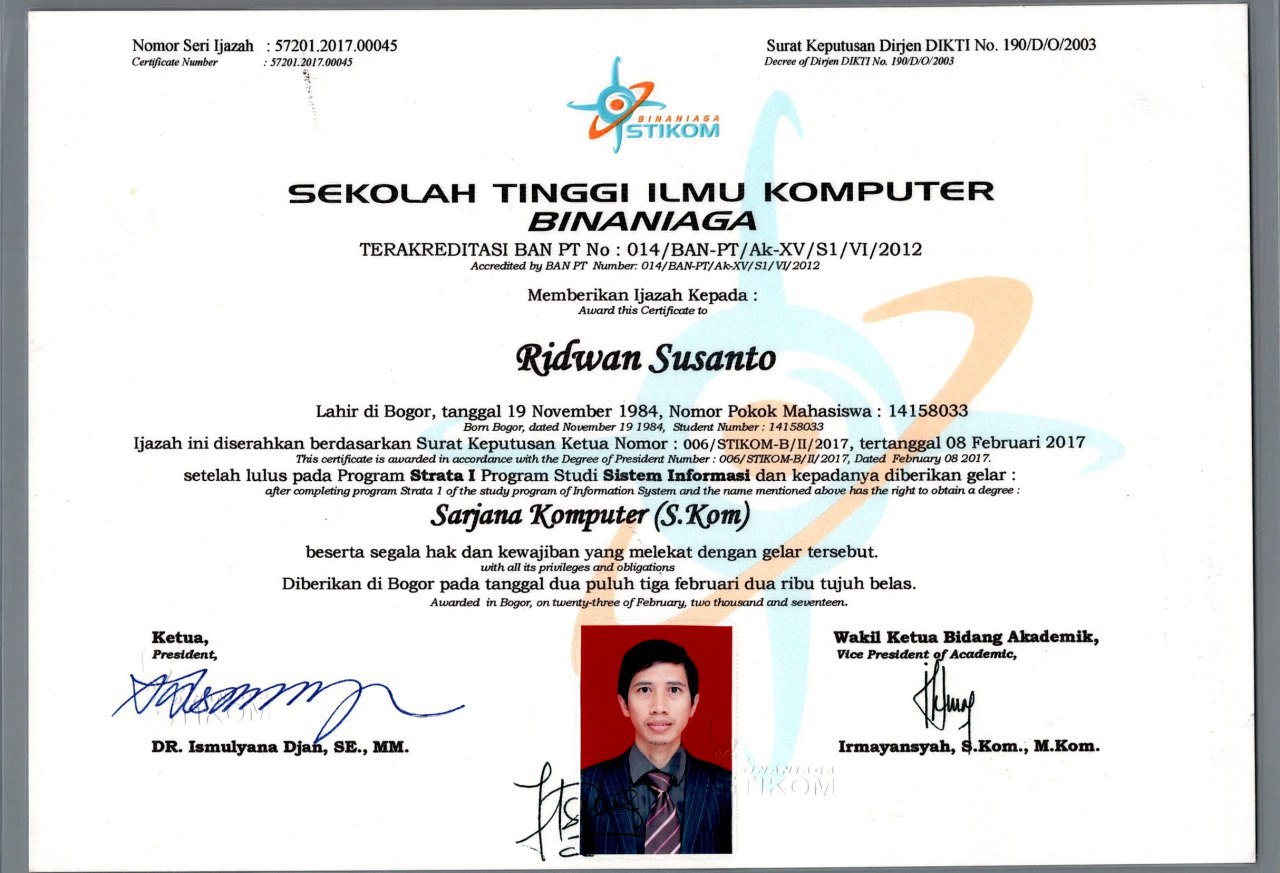 Nomor Seri Ijazah : 57201.2017.00045
Certificate Number : 57201.2017.00045
Surat Keputusan Dirjen DIKTI No. 190/D/O/2003
Decree of Dirjen DIKTI No. 190/D/O/2003
BINANIAGA
STIKOM
SEKOLAH TINGGI ILMU KOMPUTER
BINANIAGA
TERAKREDITASI BAN PT No : 014/BAN-PT/Ak-XV/S1/VI/2012
Accredited by BAN PT Number: 014/BAN-PT/Ak-XV/S1/VI/2012
Memberikan Ijazah Kepada :
Award this Certificate to
Ridwan Susanto
Lahir di Bogor, tanggal 19 November 1984, Nomor Pokok Mahasiswa : 14158033
Born Bogor, dated November 19 1984, Student Number : 14158033
Ijazah ini diserahkan berdasarkan Surat Keputusan Ketua Nomor : 006/STIKOM-B/II/2017, tertanggal 08 Februari 2017
This certificate is awarded in accordance with the Degree of President Number : 006/STIKOM-B/II/2017, Dated February 08 2017.
setelah lulus pada Program Strata I Program Studi Sistem Informasi dan kepadanya diberikan gelar :
after completing program Strata 1 of the study program of Information System and the name mentioned above has the right to obtain a degree :
Sarjana Komputer (S.Kom)
beserta segala hak dan kewajiban yang melekat dengan gelar tersebut.
with all its privileges and obligations
Diberikan di Bogor pada tanggal dua puluh tiga februari dua ribu tujuh belas.
Awarded in Bogor, on twenty-three of February, two thousand and seventeen.
Ketua,
President,
STIKOM
DR. Ismulyana Djan, SE., MM.
Wakil Ketua Bidang Akademik,
Vice President of Academic,
Irmayansyah, S.Kom., M.Kom.
BINANIAGA
STIKOM